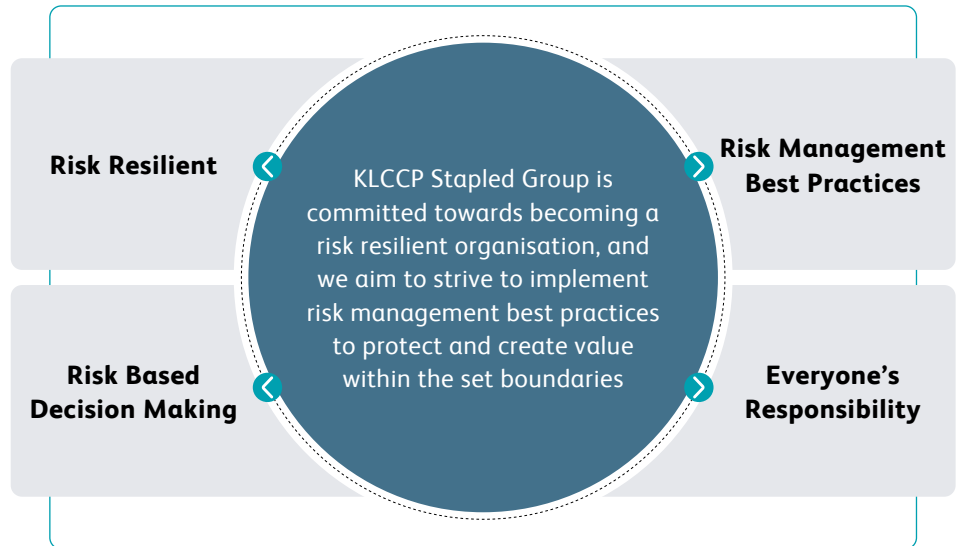 Risk Resilient
Risk Management
Best Practices
KLCCP Stapled Group is
committed towards becoming a
risk resilient organisation, and
we aim to strive to implement
risk management best practices
to protect and create value
within the set boundaries
Risk Based
Decision Making
Everyone’s
Responsibility